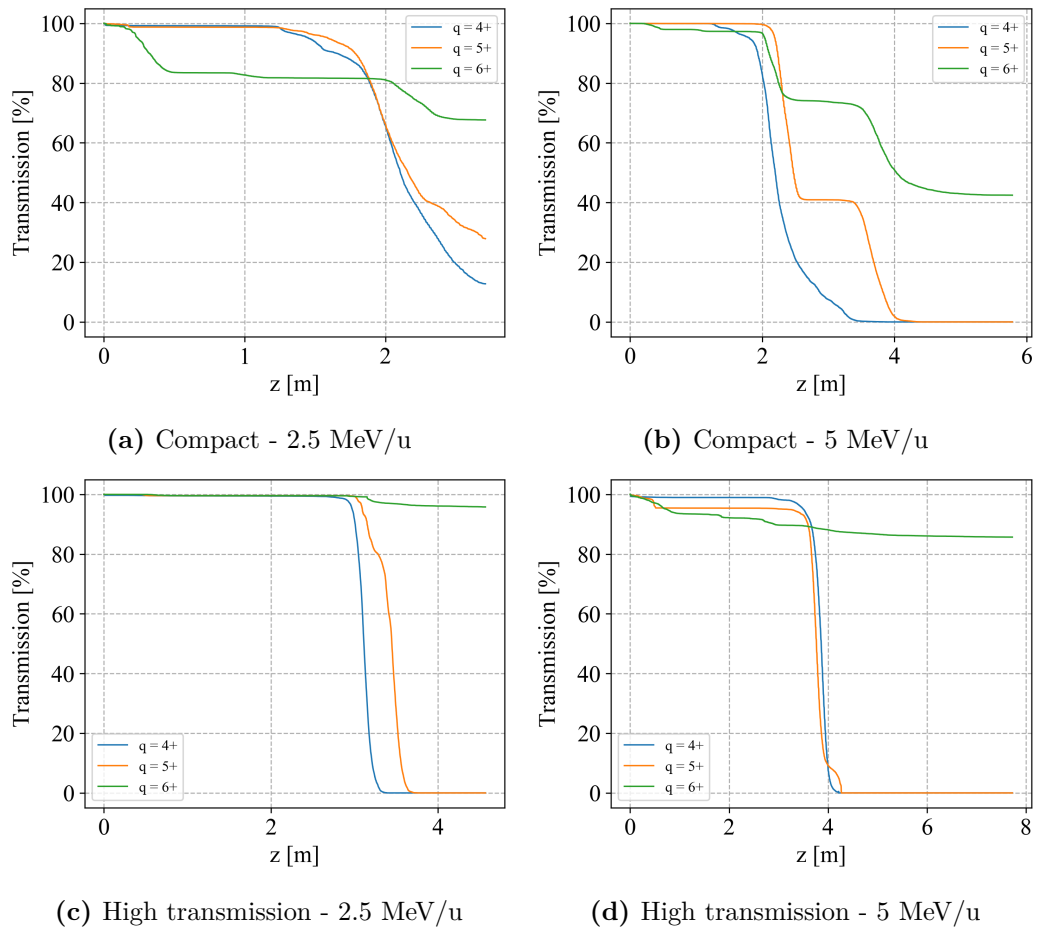 100
80
60
40
20
0
Transmission [%]
q = 4+
q = 5+
q = 6+
0 1 2
z [m]
(a) Compact - 2.5 MeV/u
100
80
60
40
20
0
Transmission [%]
q = 4+
q = 5+
q = 6+
0 2 4 6
z [m]
(b) Compact - 5 MeV/u
100
80
60
40
20
0
Transmission [%]
q = 4+
q = 5+
q = 6+
0 2 4
z [m]
(c) High transmission - 2.5 MeV/u
100
80
60
40
20
0
Transmission [%]
q = 4+
q = 5+
q = 6+
0 2 4 6 8
z [m]
(d) High transmission - 5 MeV/u